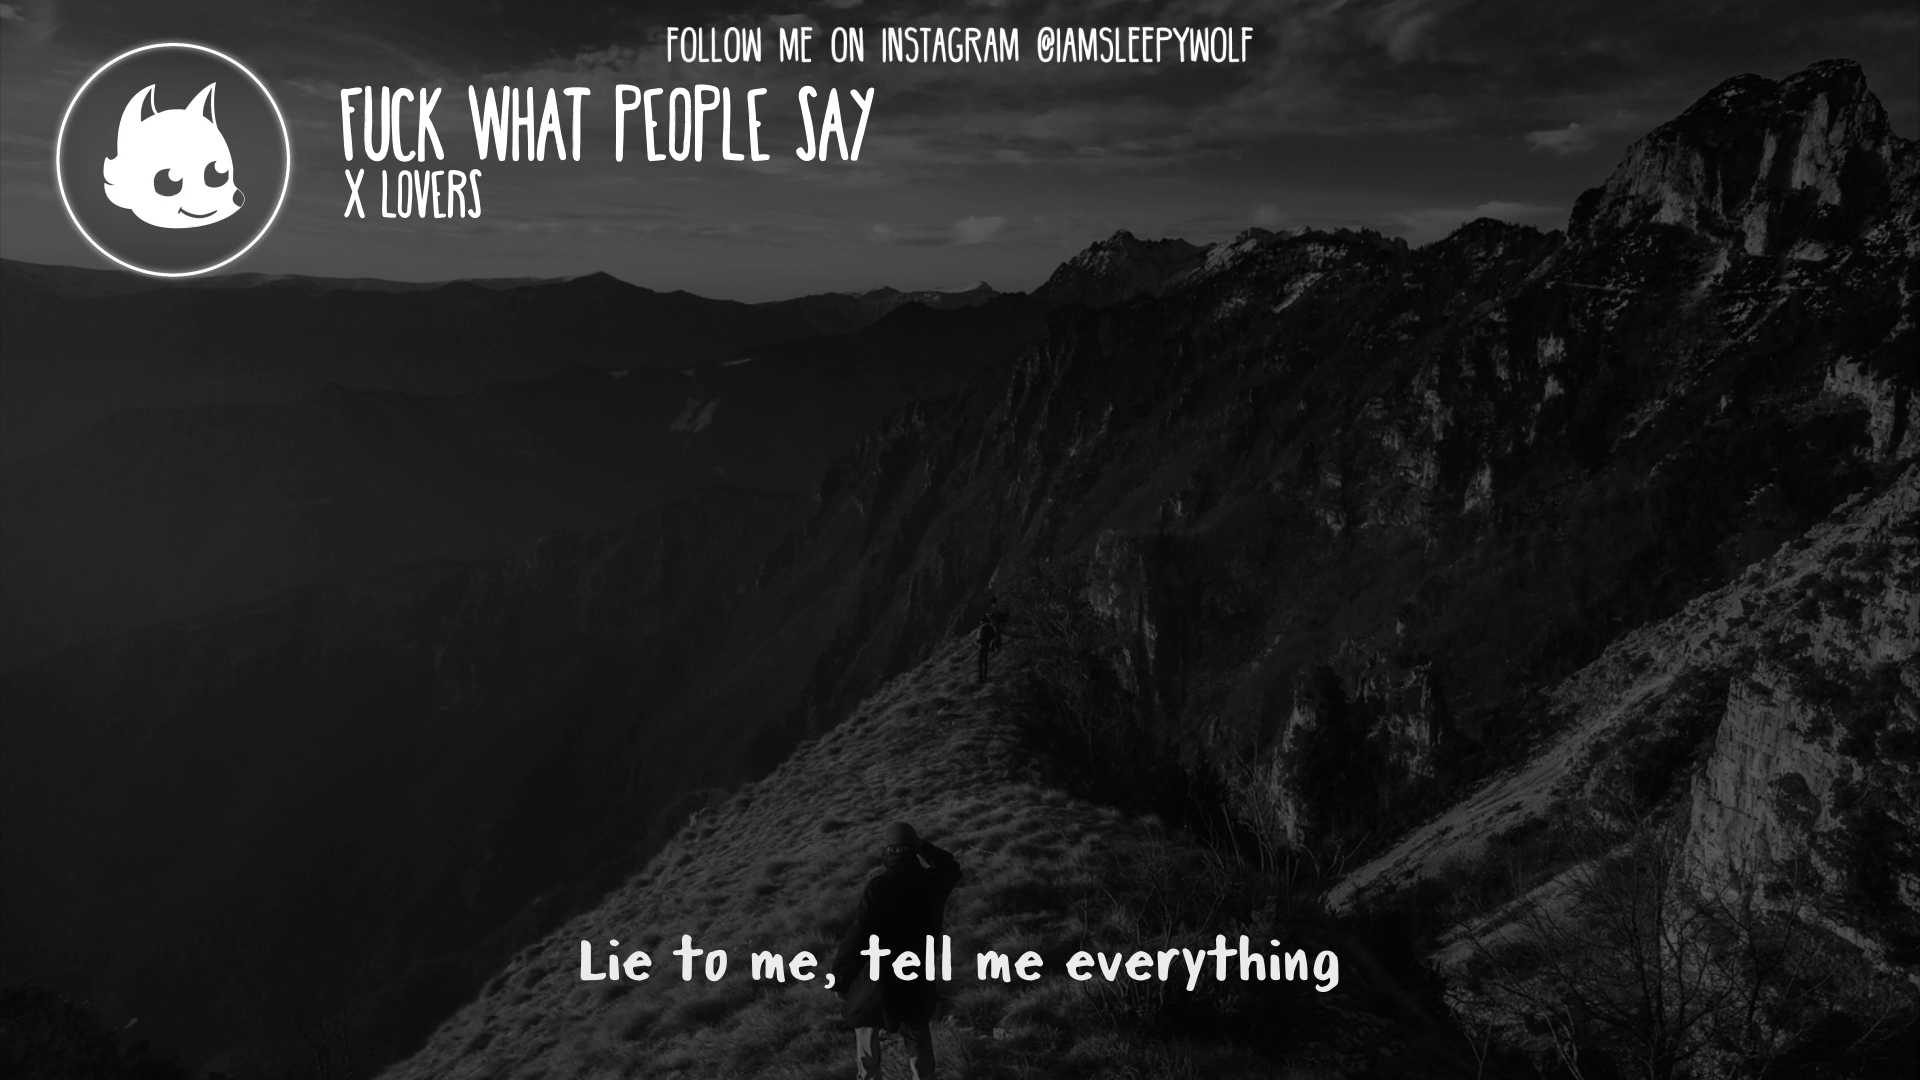 FOLLOW ME ON INSTAGRAM @IAMSLEEPYWOLF
FUCK WHAT PEOPLE SAY
X LOVERS
Lie to me, tell me everything